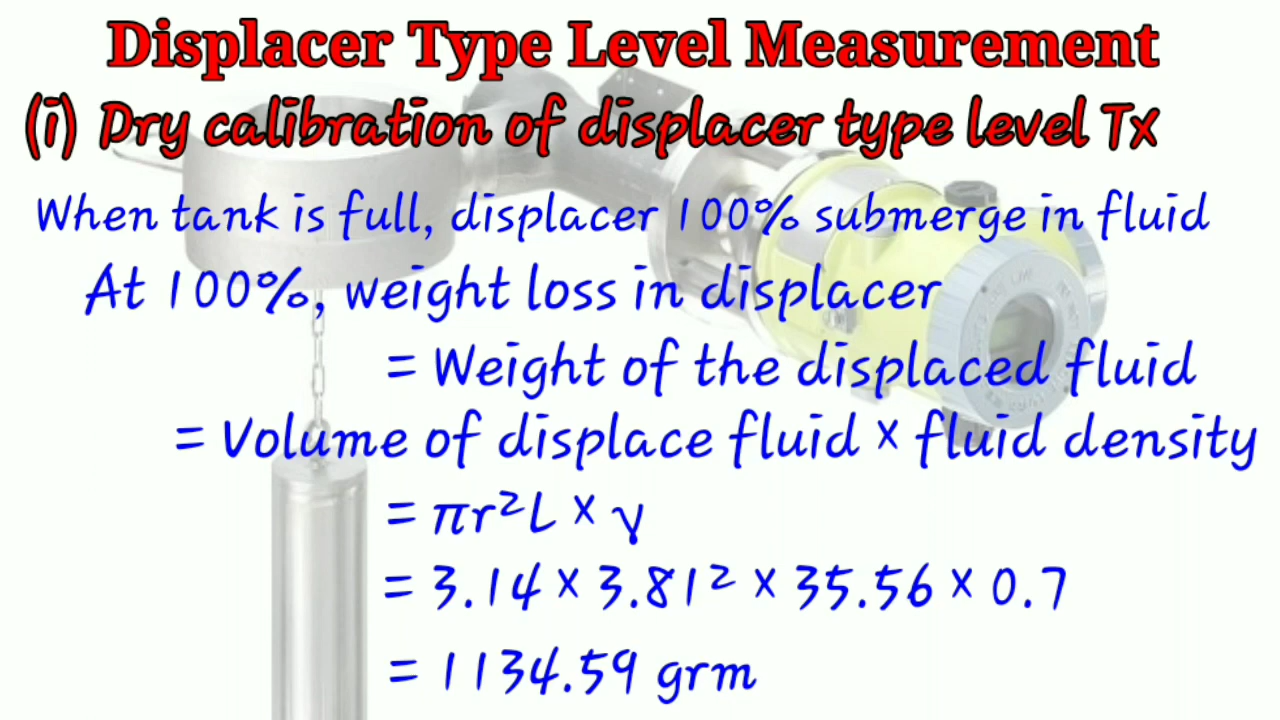 Displacer Type Level Measurement
(i) Dry calibration of displacer type level Tx
When tank is full, displacer 100% submerge in fluid
At 100%, weight loss in displacer
= Weight of the displaced fluid
= Volume of displace fluid × fluid density
= πr²L × γ
= 3.14 × 3.81² × 35.56 × 0.7
= 1134.59 grm